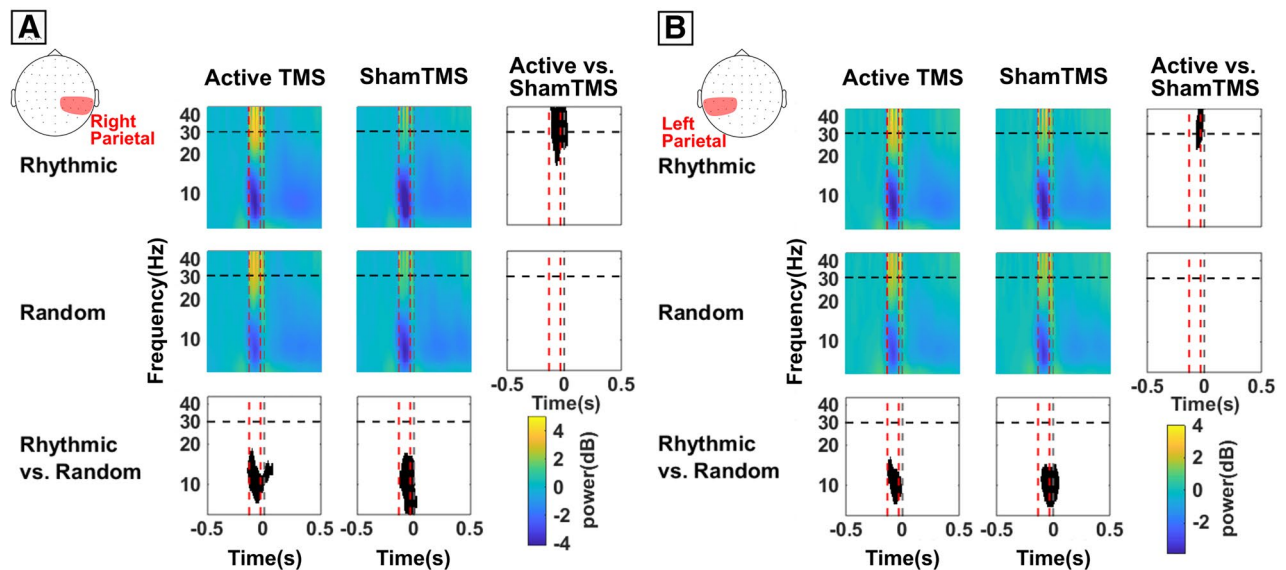 A
Active TMS
ShamTMS
Active vs.
ShamTMS
Right
Parietal
Rhythmic
40
30
20
10
Random
Frequency(Hz)
40
30
20
10
-0.5
0
0.5
Time(s)
Rhythmic
vs. Random
40
30
20
10
-0.5
0
0.5
-0.5
0
0.5
Time(s)
Time(s)
4
2
0
-2
-4
power(dB)
B
Active TMS
ShamTMS
Active vs.
ShamTMS
Left
Parietal
Rhythmic
40
30
20
10
Random
Frequency(Hz)
40
30
20
10
-0.5
0
0.5
Time(s)
Rhythmic
vs. Random
40
30
20
10
-0.5
0
0.5
-0.5
0
0.5
Time(s)
Time(s)
4
2
0
-2
power(dB)